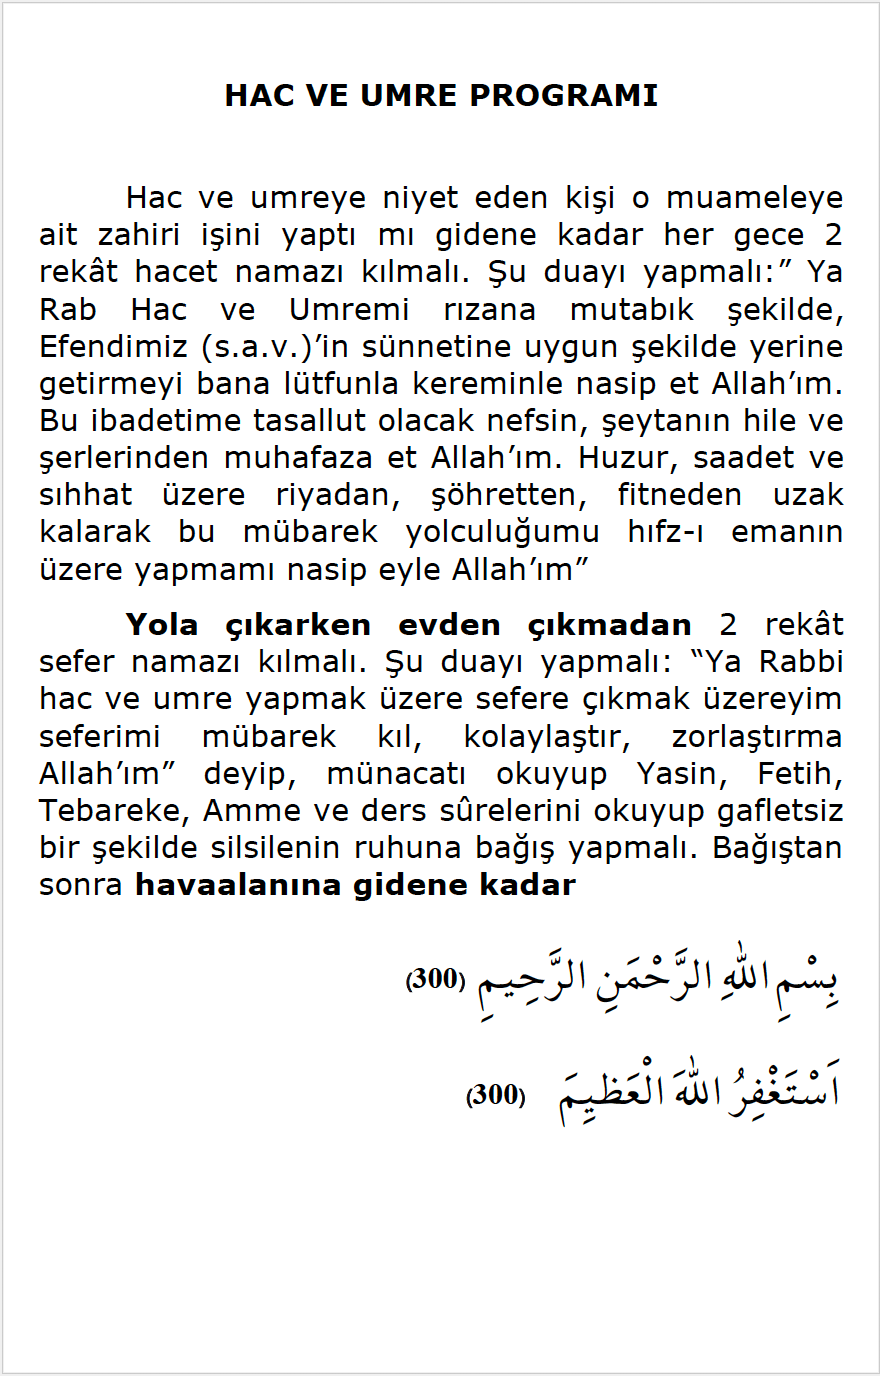 HAC VE UMRE PROGRAMI
Hac ve umreye niyet eden kişi o muameleye
ait zahiri işini yaptı mı gidene kadar her gece 2
rekât hacet namazı kılmalı. Şu duayı yapmalı:” Ya
Rab Hac ve Umremi rızana mutabık şekilde,
Efendimiz (s.a.v.)’in sünnetine uygun şekilde yerine
getirmeyi bana lütfunla kereminle nasip et Allah’ım.
Bu ibadetime tasallut olacak nefsin, şeytanın hile ve
şerlerinden muhafaza et Allah’ım. Huzur, saadet ve
sıhhat üzere riyadan, şöhretten, fitneden uzak
kalarak bu mübarek yolculuğumu hıfz-ı emanın
üzere yapmamı nasip eyle Allah’ım”
Yola çıkarken evden çıkmadan 2 rekât
sefer namazı kılmalı. Şu duayı yapmalı: “Ya Rabbi
hac ve umre yapmak üzere sefere çıkmak üzereyim
seferimi mübarek kıl, kolaylaştır, zorlaştırma
Allah’ım” deyip, münacatı okuyup Yasin, Fetih,
Tebareke, Amme ve ders sûrelerini okuyup gafletsiz
bir şekilde silsilenin ruhuna bağış yapmalı. Bağıştan
sonra havaalanına gidene kadar
بِسْمِ اللهِ الرَّحْمَنِ الرَّحِيمِ (300)
اَسْتَغْفِرُ اللهَ الْعَظِيمَ (300)